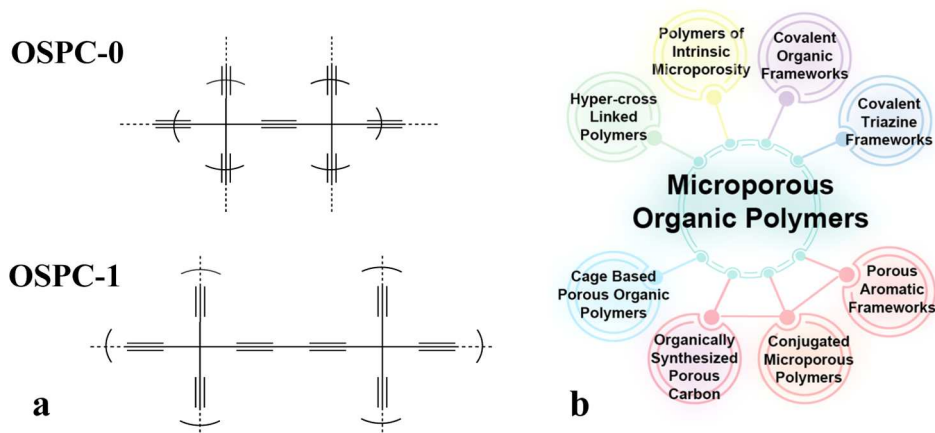 OSPC-0
OSPC-1
a
Polymers of
Intrinsic
Microporosity
Covalent
Organic
Frameworks
Hyper-cross
Linked
Polymers
Covalent
Triazine
Frameworks
Microporous
Organic Polymers
Cage Based
Porous Organic
Polymers
Porous
Aromatic
Frameworks
Organically
Synthesized
Porous
Carbon
Conjugated
Microporous
Polymers
b